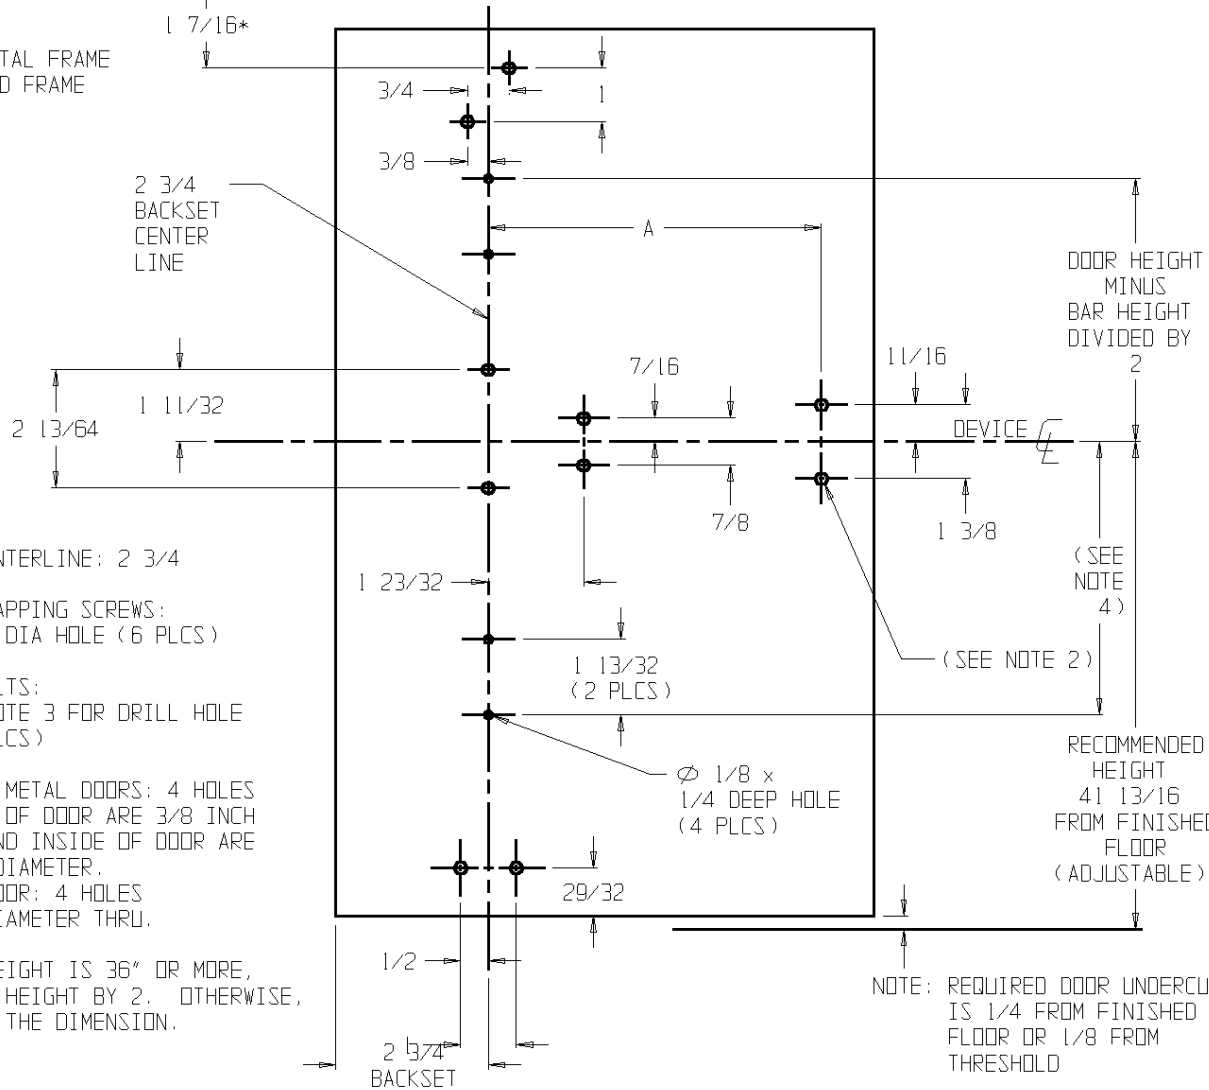 1 7/16*
TAL FRAME
D FRAME
3/4
1
3/8
2 3/4
BACKSET
CENTER
LINE
A
DOOR HEIGHT
MINUS
BAR HEIGHT
DIVIDED BY
2
7/16
11/16
1 11/32
2 13/64
DEVICE ℄
7/8
1 3/8
NTERLINE: 2 3/4
(SEE
NOTE
4)
1 23/32
APPING SCREWS:
DIA HOLE (6 PLCS)
1 13/32
(2 PLCS)
(SEE NOTE 2)
LTS:
OTE 3 FOR DRILL HOLE
LCS)
METAL DOORS: 4 HOLES
OF DOOR ARE 3/8 INCH
ND INSIDE OF DOOR ARE
DIAMETER.
OOR: 4 HOLES
IAMETER THRU.
Ø 1/8 x
1/4 DEEP HOLE
(4 PLCS)
RECOMMENDED
HEIGHT
41 13/16
FROM FINISHED
FLOOR
(ADJUSTABLE)
29/32
EIGHT IS 36" OR MORE,
HEIGHT BY 2. OTHERWISE,
THE DIMENSION.
1/2
1
2 3/4
BACKSET
NOTE: REQUIRED DOOR UNDERCU
IS 1/4 FROM FINISHED
FLOOR OR 1/8 FROM
THRESHOLD